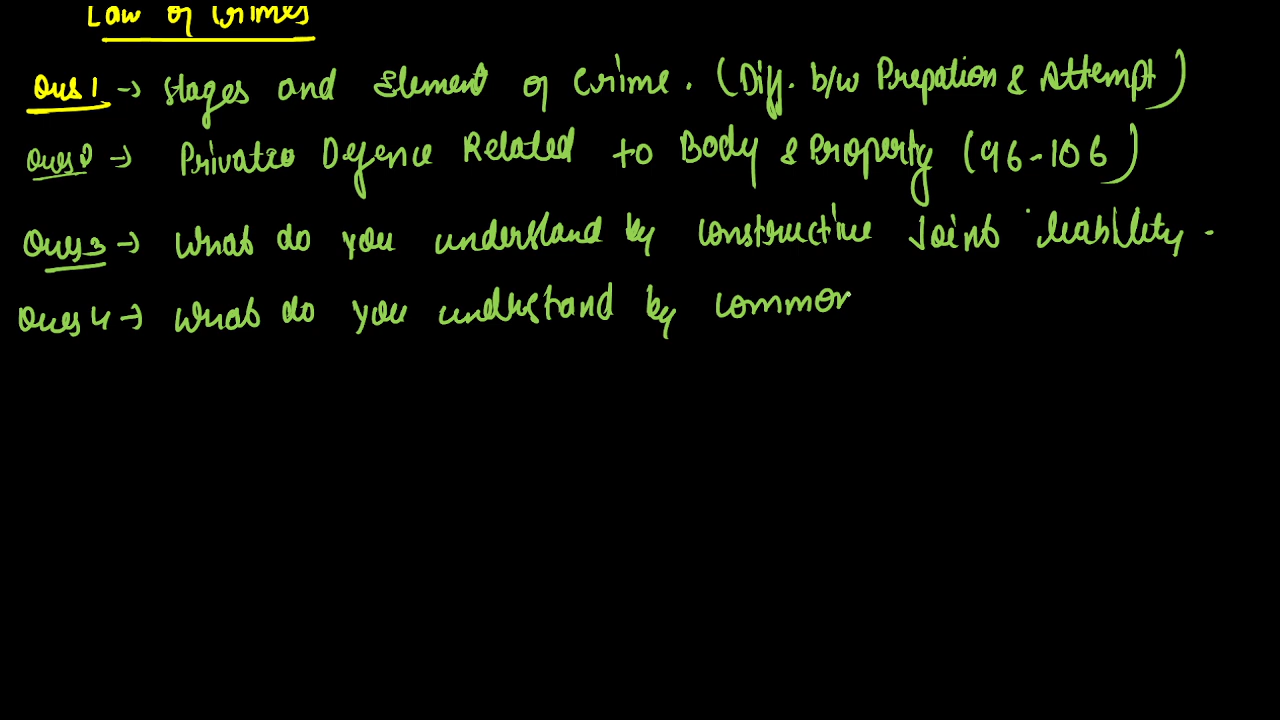 Law of Crimes
Ques 1 → Stages and Element of Crime. (Diff. b/w Prepation & Attempt)
Ques 2 → Private Defence Related to Body & Property (96-106)
Ques 3 → What do you understand by constructive Joint liability.
Ques 4 → What do you understand by common